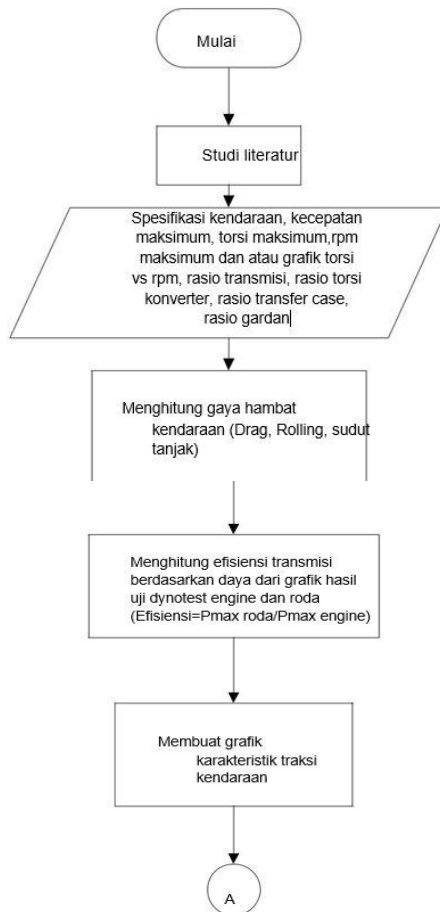 Mulai
Studi literatur
Spesifikasi kendaraan, kecepatan
maksimum, torsi maksimum,rpm
maksimum dan atau grafik torsi
vs rpm, rasio transmisi, rasio torsi
konverter, rasio transfer case,
rasio gardan
Menghitung gaya hambat
kendaraan (Drag, Rolling, sudut
tanjak)
Menghitung efisiensi transmisi
berdasarkan daya dari grafik hasil
uji dynotest engine dan roda
(Efisiensi=Pmax roda/Pmax engine)
Membuat grafik
karakteristik traksi
kendaraan
A